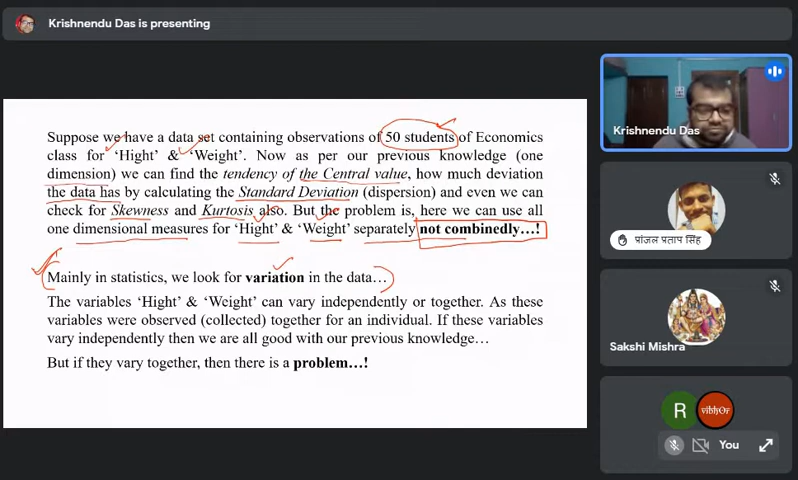 Krishnendu Das is presenting
Suppose we have a data set containing observations of 50 students of Economics
class for ‘Hight’ & ‘Weight’. Now as per our previous knowledge (one
dimension) we can find the tendency of the Central value, how much deviation
the data has by calculating the Standard Deviation (dispersion) and even we can
check for Skewness and Kurtosis also. But the problem is, here we can use all
one dimensional measures for ‘Hight’ & ‘Weight’ separately not combinedly…!
Mainly in statistics, we look for variation in the data…
The variables ‘Hight’ & ‘Weight’ can vary independently or together. As these
variables were observed (collected) together for an individual. If these variables
vary independently then we are all good with our previous knowledge…
But if they vary together, then there is a problem…!
Krishnendu Das
प्रांजल प्रताप सिंह
Sakshi Mishra
R
vibhor
You